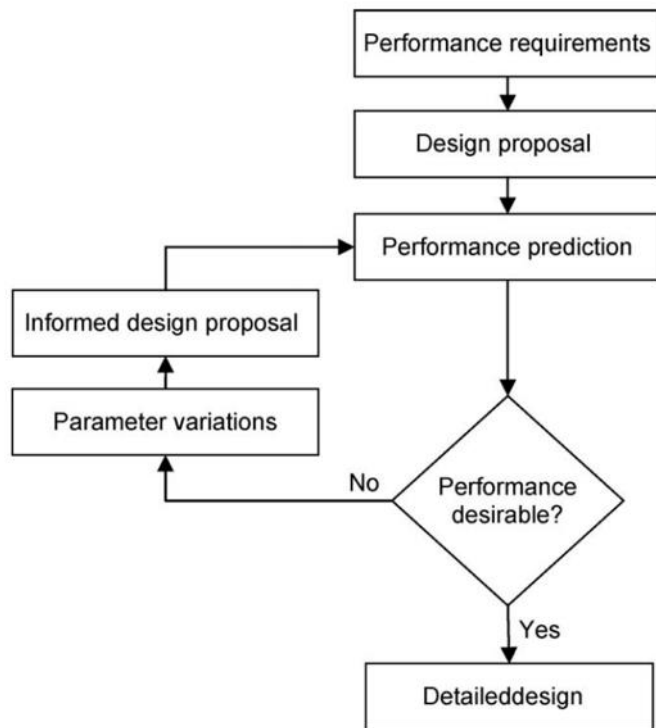 Performance requirements
Design proposal
Performance prediction
Informed design proposal
Parameter variations
No
Performance
desirable?
Yes
Detaileddesign